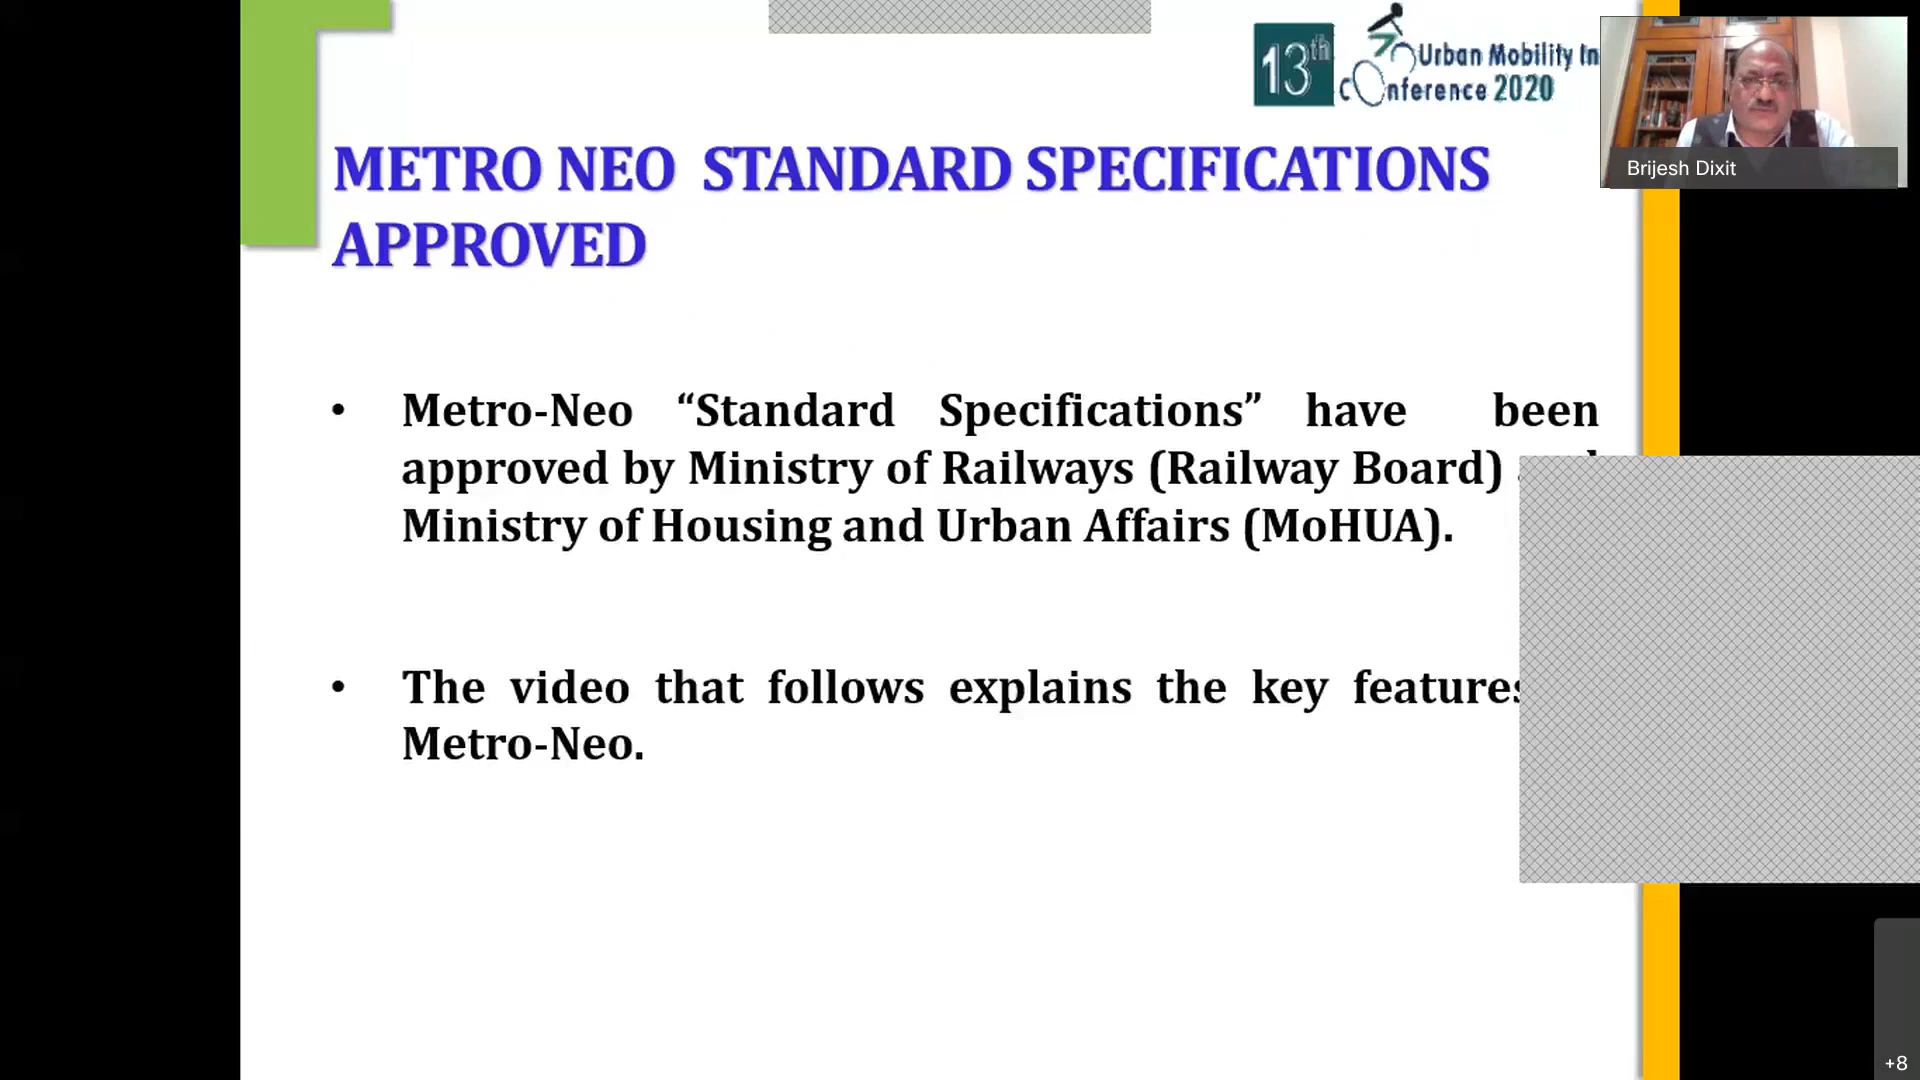 13th
Urban Mobility In
Conference 2020
Brijesh Dixit
METRO NEO STANDARD SPECIFICATIONS
APPROVED
• Metro-Neo “Standard Specifications” have been
approved by Ministry of Railways (Railway Board)
Ministry of Housing and Urban Affairs (MoHUA).
• The video that follows explains the key features
Metro-Neo.
+8